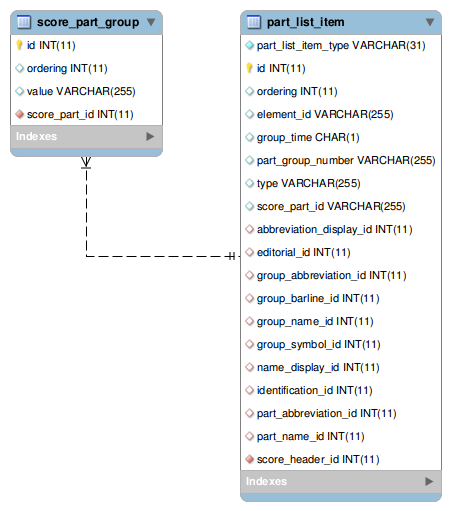 score_part_group
id INT(11)
ordering INT(11)
value VARCHAR(255)
score_part_id INT(11)
Indexes
part_list_item
part_list_item_type VARCHAR(31)
id INT(11)
ordering INT(11)
element_id VARCHAR(255)
group_time CHAR(1)
part_group_number VARCHAR(255)
type VARCHAR(255)
score_part_id VARCHAR(255)
abbreviation_display_id INT(11)
editorial_id INT(11)
group_abbreviation_id INT(11)
group_barline_id INT(11)
group_name_id INT(11)
group_symbol_id INT(11)
name_display_id INT(11)
identification_id INT(11)
part_abbreviation_id INT(11)
part_name_id INT(11)
score_header_id INT(11)
Indexes